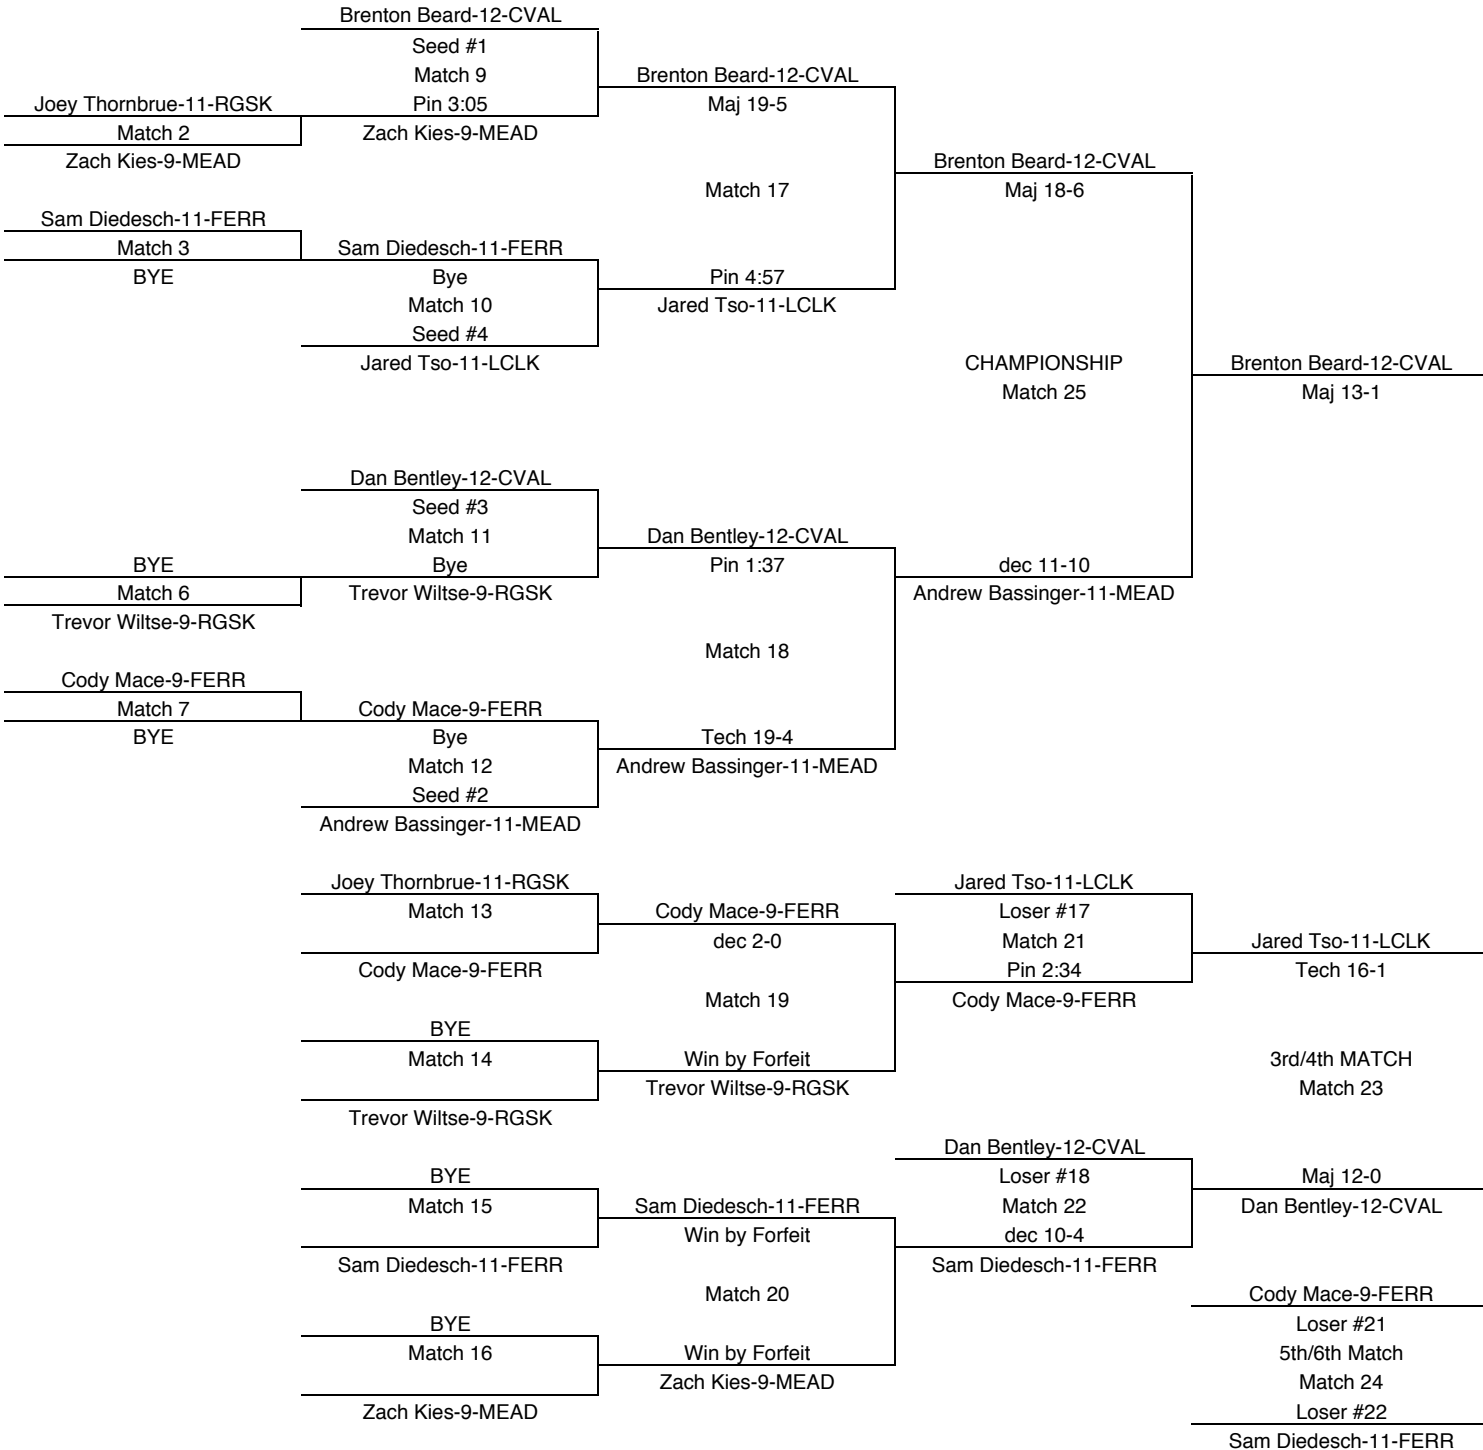 Brenton Beard-12-CVAL
Seed #1
Match 9
Brenton Beard-12-CVAL
Joey Thornbrue-11-RGSK
Pin 3:05
Maj 19-5
Match 2
Zach Kies-9-MEAD
Zach Kies-9-MEAD
Brenton Beard-12-CVAL
Match 17
Maj 18-6
Sam Diedesch-11-FERR
Match 3
Sam Diedesch-11-FERR
BYE
Bye
Pin 4:57
Match 10
Jared Tso-11-LCLK
Seed #4
Jared Tso-11-LCLK
CHAMPIONSHIP
Brenton Beard-12-CVAL
Match 25
Maj 13-1
Dan Bentley-12-CVAL
Seed #3
Match 11
Dan Bentley-12-CVAL
BYE
Bye
Pin 1:37
dec 11-10
Match 6
Trevor Wiltse-9-RGSK
Andrew Bassinger-11-MEAD
Trevor Wiltse-9-RGSK
Match 18
Cody Mace-9-FERR
Match 7
Cody Mace-9-FERR
BYE
Bye
Tech 19-4
Match 12
Andrew Bassinger-11-MEAD
Seed #2
Andrew Bassinger-11-MEAD
Joey Thornbrue-11-RGSK
Jared Tso-11-LCLK
Match 13
Cody Mace-9-FERR
Loser #17
dec 2-0
Match 21
Jared Tso-11-LCLK
Cody Mace-9-FERR
Pin 2:34
Tech 16-1
Match 19
Cody Mace-9-FERR
BYE
Match 14
Win by Forfeit
3rd/4th MATCH
Trevor Wiltse-9-RGSK
Match 23
Trevor Wiltse-9-RGSK
Dan Bentley-12-CVAL
BYE
Loser #18
Maj 12-0
Match 15
Sam Diedesch-11-FERR
Match 22
Dan Bentley-12-CVAL
Win by Forfeit
dec 10-4
Sam Diedesch-11-FERR
Sam Diedesch-11-FERR
Match 20
Cody Mace-9-FERR
BYE
Loser #21
Match 16
Win by Forfeit
5th/6th Match
Zach Kies-9-MEAD
Match 24
Zach Kies-9-MEAD
Loser #22
Sam Diedesch-11-FERR